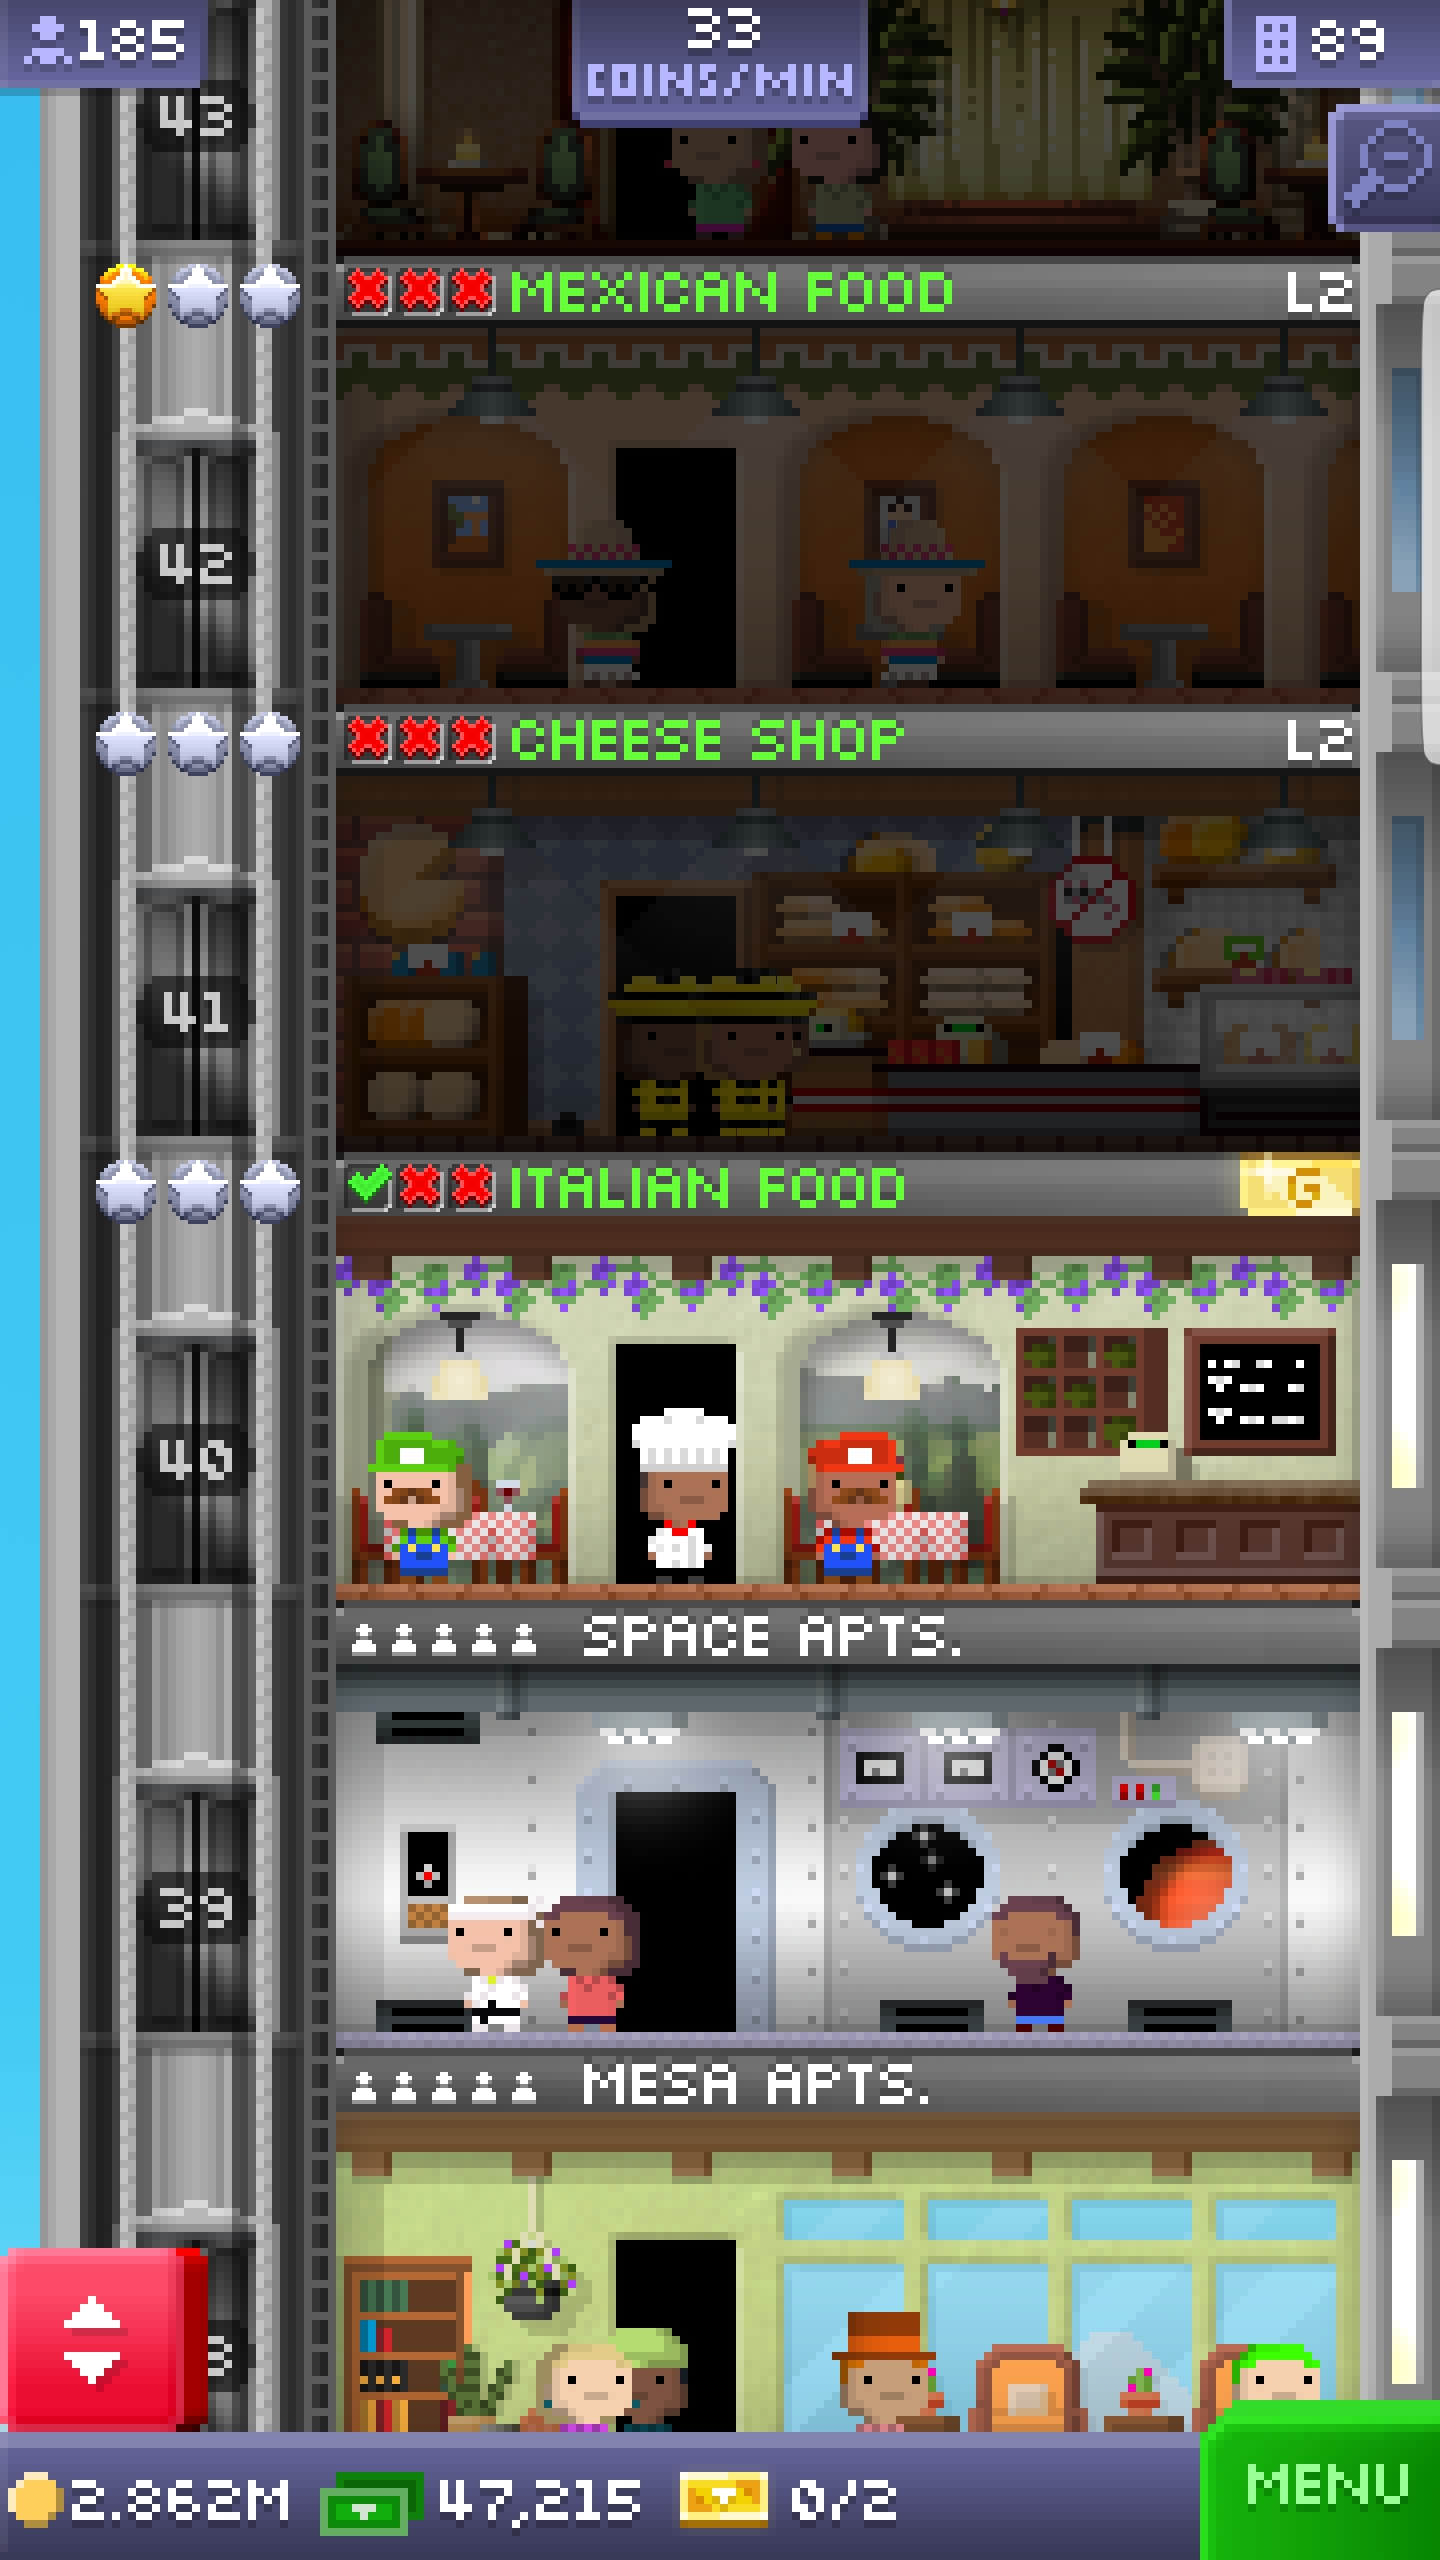 185
33
COINS/MIN
89
43
MEXICAN FOOD L2
42
CHEESE SHOP L2
41
ITALIAN FOOD G
40
SPACE APTS.
39
MESA APTS.
2.862M 47,215 0/2 MENU